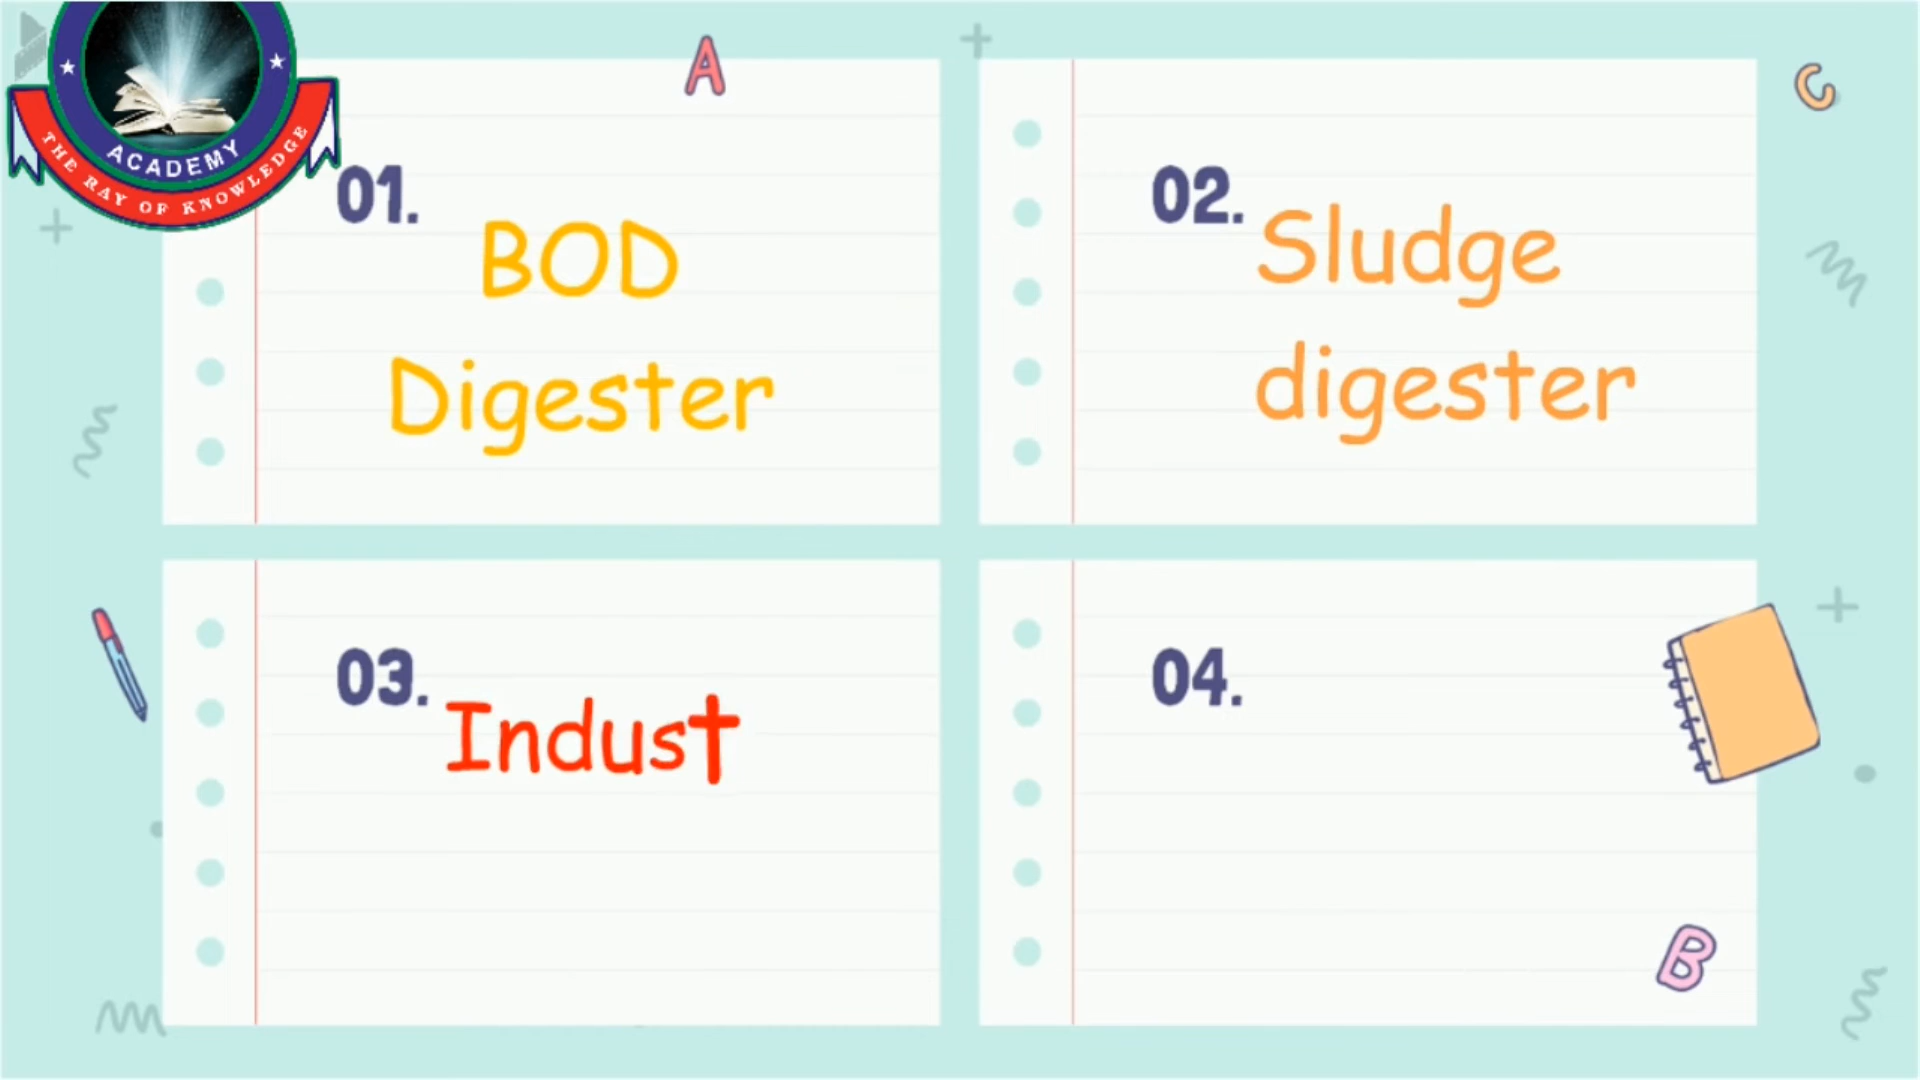 ACADEMY
THE RAY OF KNOWLEDGE
A
C
01.
BOD
Digester
02.
Sludge
digester
03.
Indust
04.
B